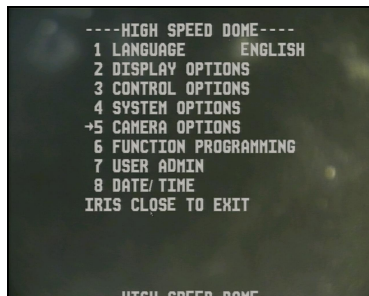 ----HIGH SPEED DOME----
1 LANGUAGE ENGLISH
2 DISPLAY OPTIONS
3 CONTROL OPTIONS
4 SYSTEM OPTIONS
→5 CAMERA OPTIONS
6 FUNCTION PROGRAMMING
7 USER ADMIN
8 DATE/ TIME
IRIS CLOSE TO EXIT
HIGH SPEED DOME